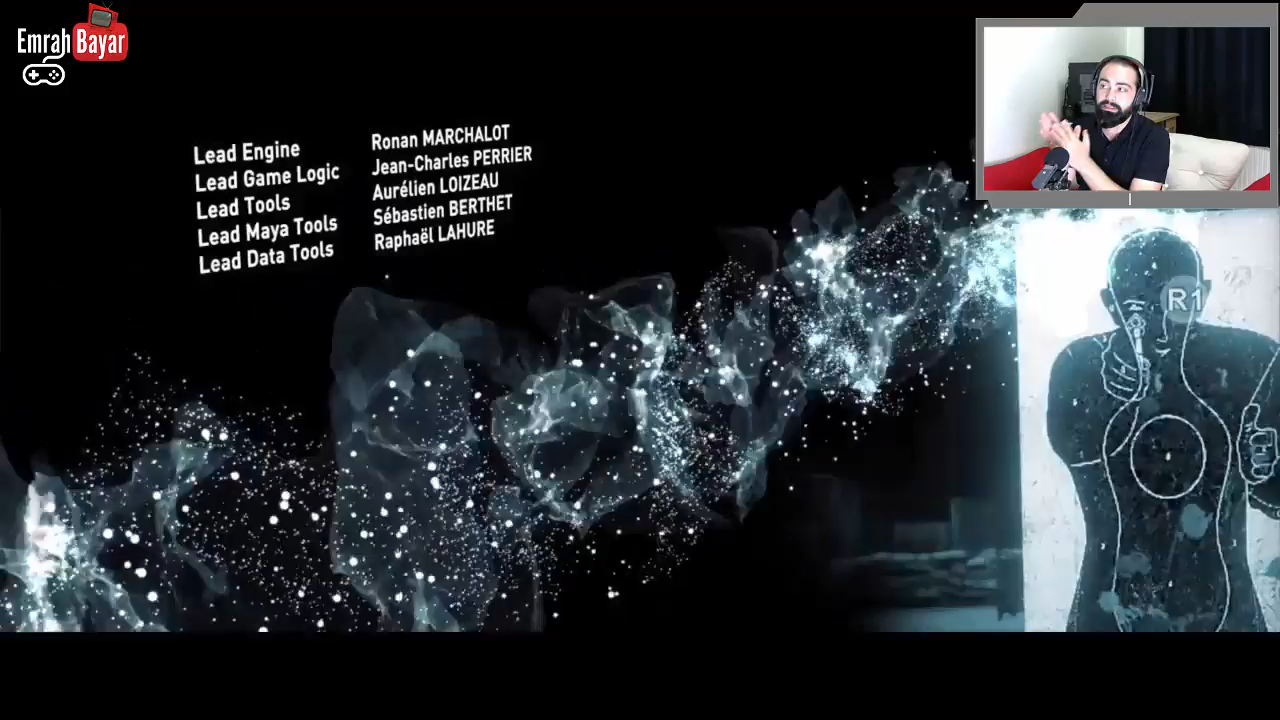 Emrah Bayar
Lead Engine Ronan MARCHALOT
Lead Game Logic Jean-Charles PERRIER
Lead Tools Aurélien LOIZEAU
Lead Maya Tools Sébastien BERTHET
Lead Data Tools Raphaël LAHURE
R1